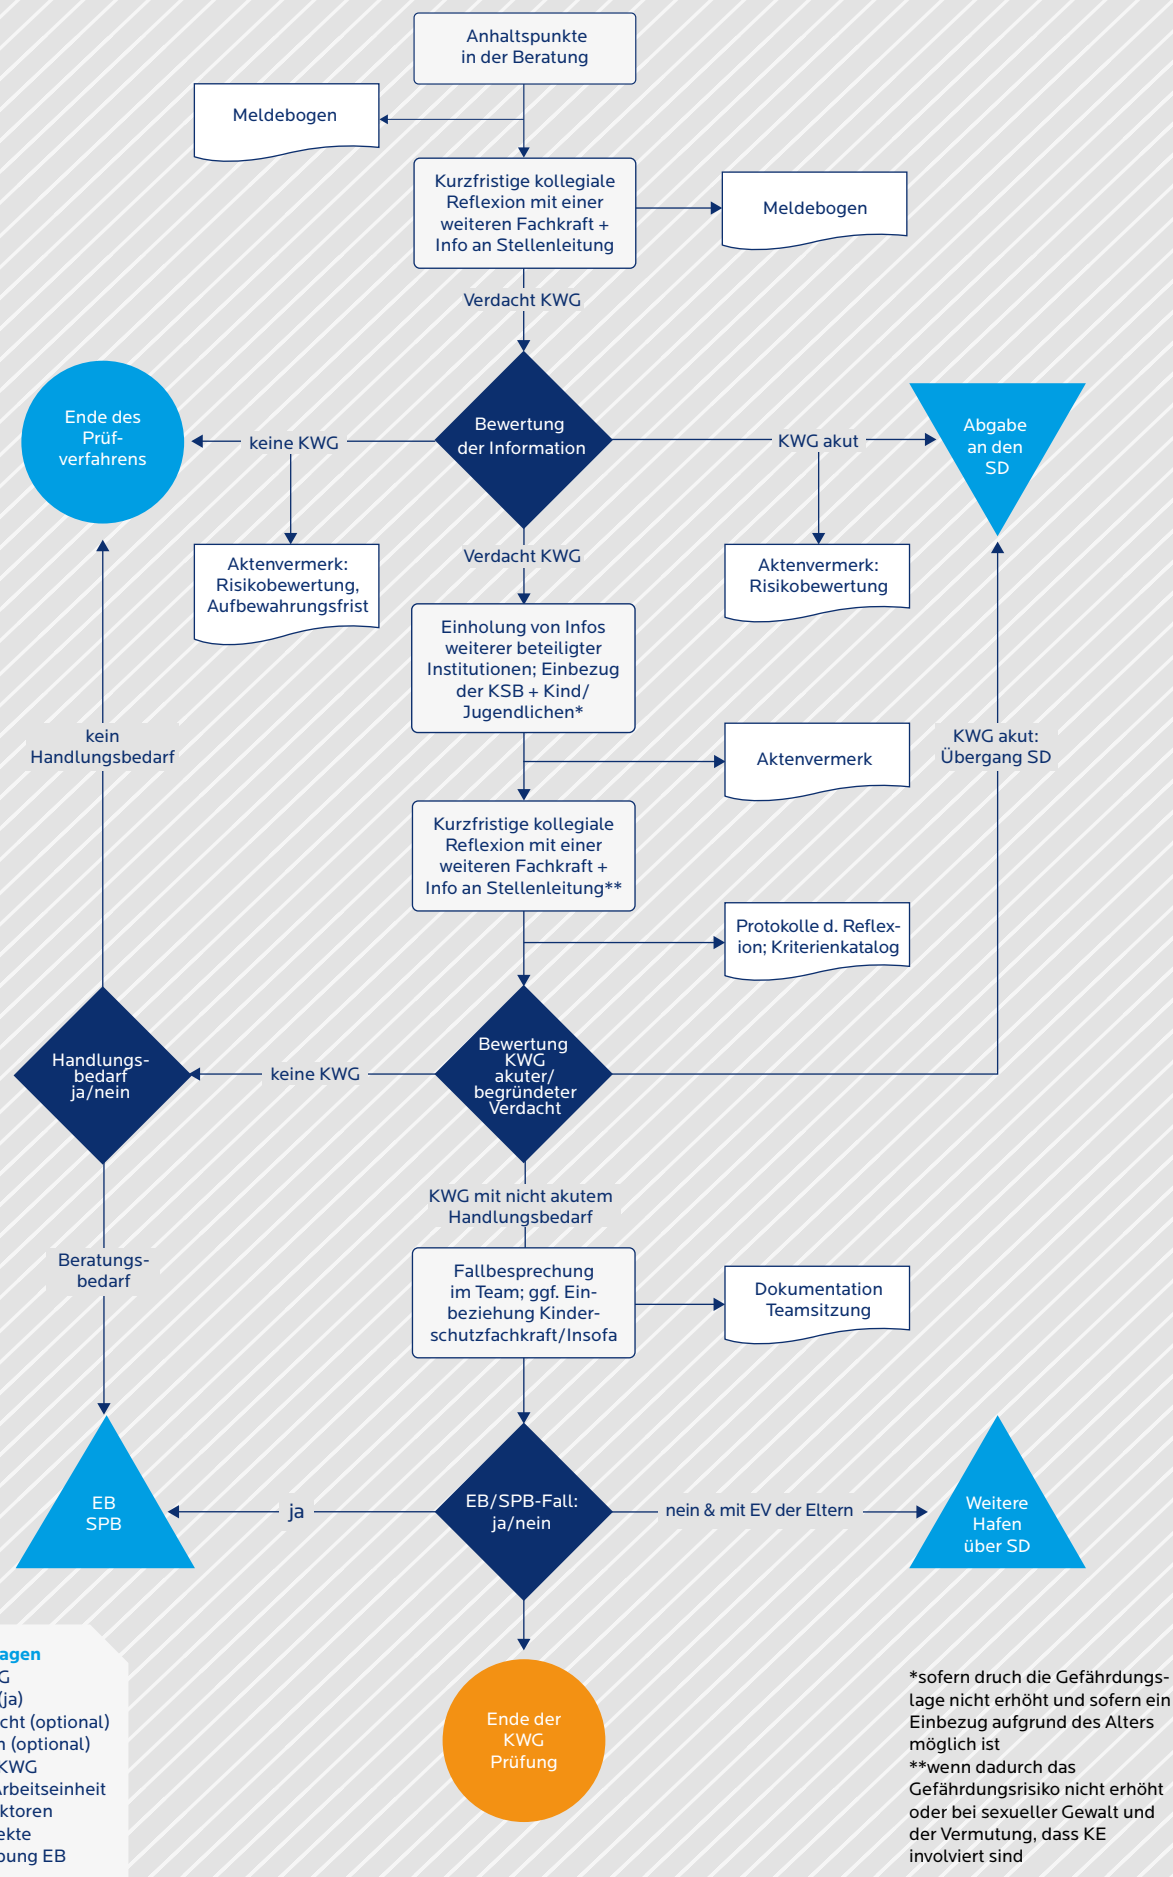 Anhaltspunkte
in der Beratung
Meldebogen
Kurzfristige kollegiale
Reflexion mit einer
weiteren Fachkraft +
Info an Stellenleitung
Meldebogen
Verdacht KWG
Ende des
Prüf-
verfahrens
keine KWG
Bewertung
der Information
KWG akut
Abgabe
an den
SD
Aktenvermerk:
Risikobewertung,
Aufbewahrungsfrist
Verdacht KWG
Aktenvermerk:
Risikobewertung
Einholung von Infos
weiterer beteiligter
Institutionen; Einbezug
der KSB + Kind/
Jugendlichen*
kein
Handlungsbedarf
Aktenvermerk
KWG akut:
Übergang SD
Kurzfristige kollegiale
Reflexion mit einer
weiteren Fachkraft +
Info an Stellenleitung**
Protokolle d. Reflex-
ion; Kriterienkatalog
Handlungs-
bedarf
ja/nein
keine KWG
Bewertung
KWG
akuter/
begründeter
Verdacht
KWG mit nicht akutem
Handlungsbedarf
Beratungs-
bedarf
Fallbesprechung
im Team; ggf. Ein-
beziehung Kinder-
schutzfachkraft/Insofa
Dokumentation
Teamsitzung
EB
SPB
ja
EB/SPB-Fall:
ja/nein
nein & mit EV der Eltern
Weitere
Hafen
über SD
Ende der
KWG
Prüfung
(ja)
(optional)
(optional)
KWG
Arbeitseinheit
EB
*sofern druch die Gefährdungs-
lage nicht erhöht und sofern ein
Einbezug aufgrund des Alters
möglich ist
**wenn dadurch das
Gefährdungsrisiko nicht erhöht
oder bei sexueller Gewalt und
der Vermutung, dass KE
involviert sind